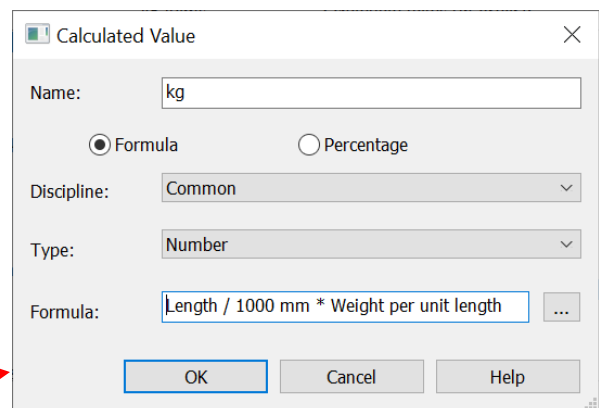 Calculated Value
Name: kg
Formula Percentage
Discipline: Common
Type: Number
Formula: Length / 1000 mm * Weight per unit length ...
OK Cancel Help